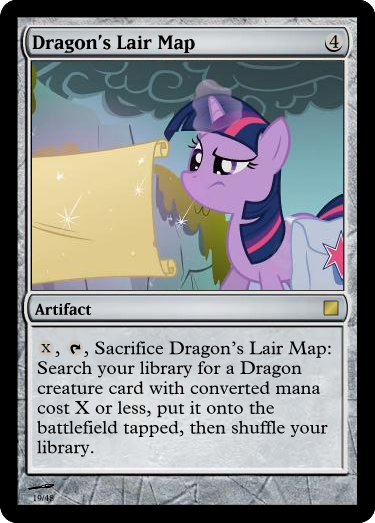 Dragon's Lair Map 4
Artifact
X, , Sacrifice Dragon's Lair Map:
Search your library for a Dragon
creature card with converted mana
cost X or less, put it onto the
battlefield tapped, then shuffle your
library.
19/48